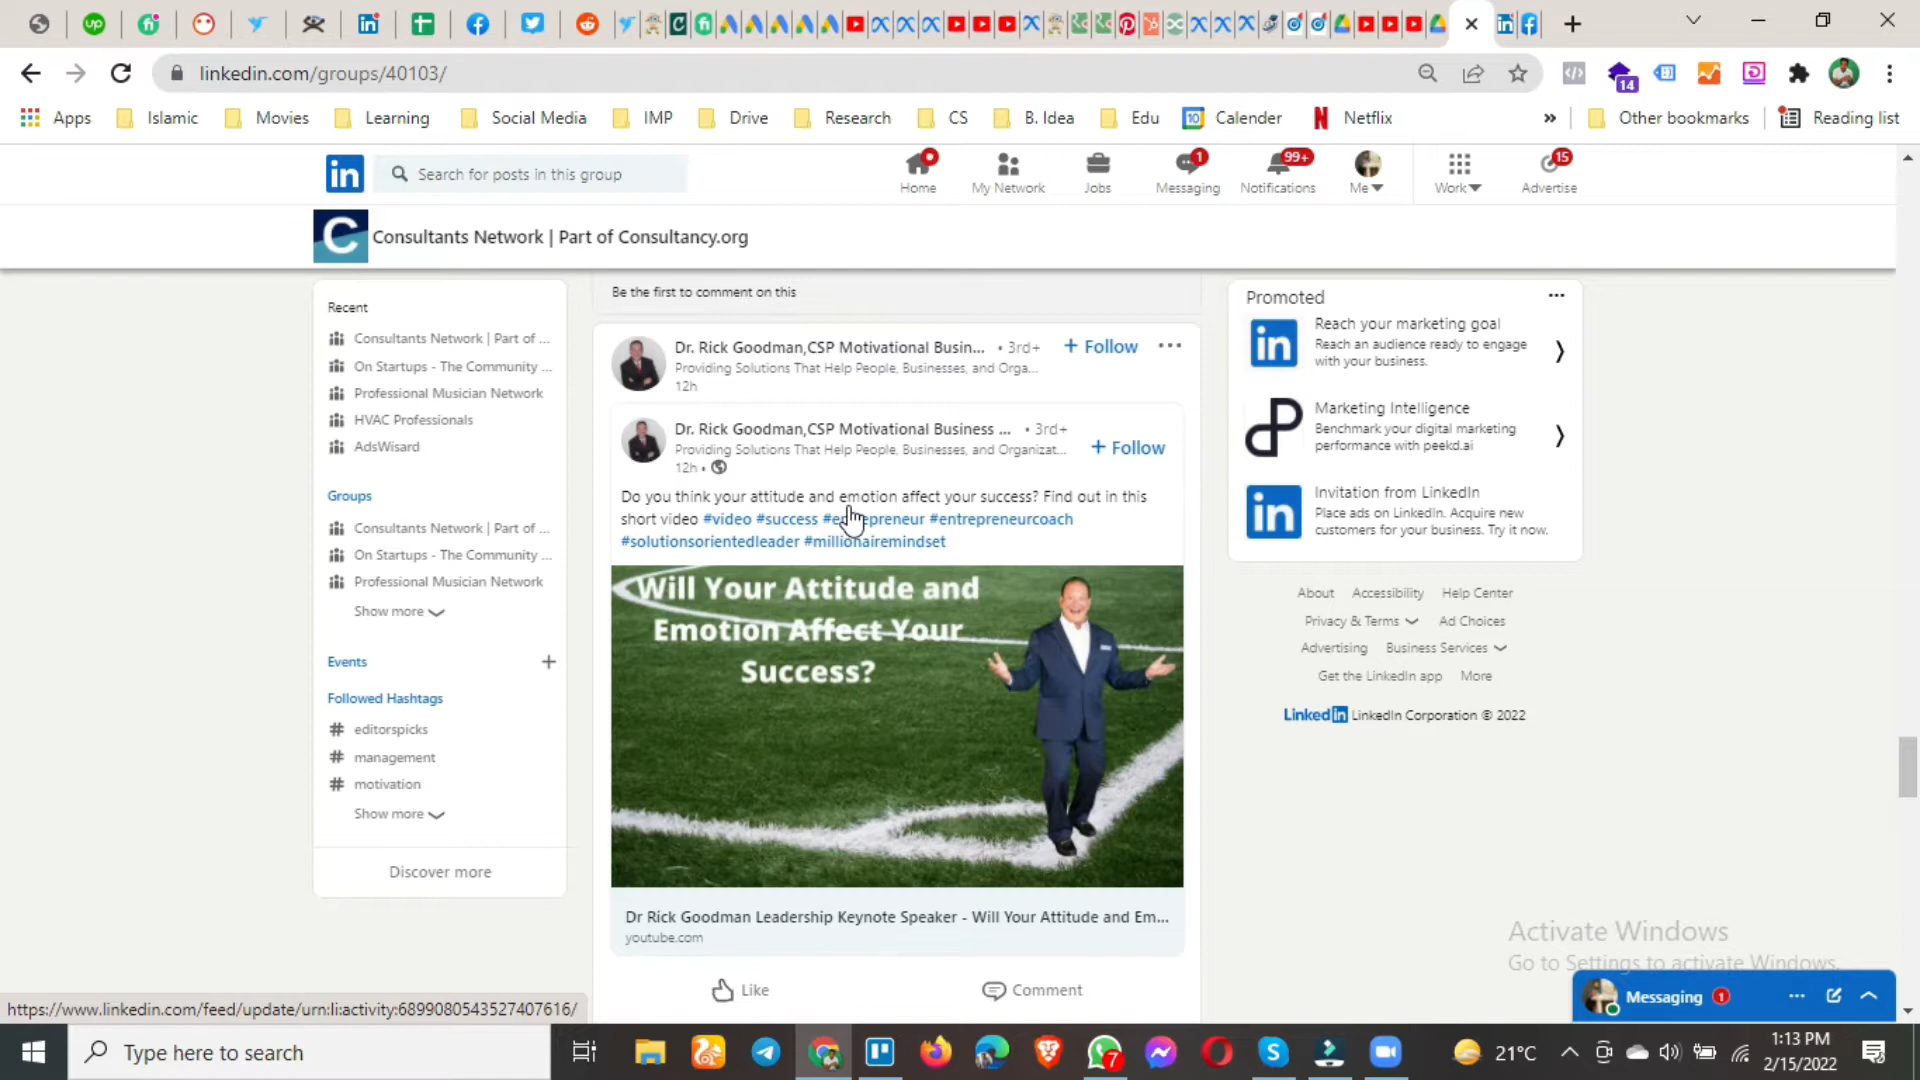 linkedin.com/groups/40103/
14
Apps
Islamic
Movies
Learning
Social Media
IMP
Drive
Research
CS
B. Idea
Edu
10
Calender
Netflix
»
Other bookmarks
Reading list
in
Search for posts in this group
Home
My Network
1
Jobs
Messaging
99+
Notifications
Me
Work
15
Advertise
C
Consultants Network | Part of Consultancy.org
Recent
Consultants Network | Part of ...
On Startups - The Community ...
Professional Musician Network
HVAC Professionals
AdsWisard
Groups
Consultants Network | Part of ...
On Startups - The Community ...
Professional Musician Network
Show more
Events
+
Followed Hashtags
# editorspicks
# management
# motivation
Show more
Discover more
Be the first to comment on this
Dr. Rick Goodman,CSP Motivational Busin... • 3rd+
+ Follow
Providing Solutions That Help People, Businesses, and Orga...
12h
Dr. Rick Goodman,CSP Motivational Business ... • 3rd+
+ Follow
Providing Solutions That Help People, Businesses, and Organizat...
12h •
Do you think your attitude and emotion affect your success? Find out in this
short video #video #success #entrepreneur #entrepreneurcoach
#solutionsorientedleader #millionairemindset
Will Your Attitude and
Emotion Affect Your
Success?
Dr Rick Goodman Leadership Keynote Speaker - Will Your Attitude and Em...
youtube.com
Like
Comment
Promoted
in
Reach your marketing goal
Reach an audience ready to engage
with your business.
Marketing Intelligence
Benchmark your digital marketing
performance with peekd.ai
in
Invitation from LinkedIn
Place ads on LinkedIn. Acquire new
customers for your business. Try it now.
About
Accessibility
Help Center
Privacy & Terms
Ad Choices
Advertising
Business Services
Get the LinkedIn app
More
LinkedIn LinkedIn Corporation © 2022
Activate Windows
Go to Settings to activate Windows.
Messaging
1
https://www.linkedin.com/feed/update/urn:li:activity:6899080543527407616/
Type here to search
7
21°C
1:13 PM
2/15/2022